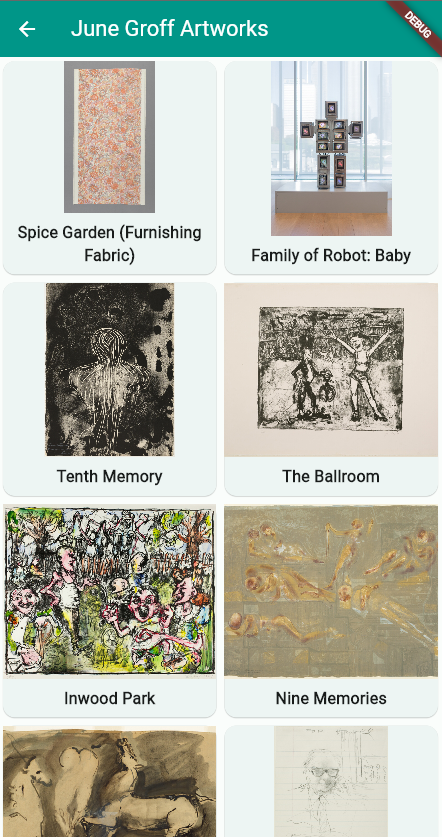 June Groff Artworks
DEBUG
Spice Garden (Furnishing
Fabric)
Family of Robot: Baby
Tenth Memory
The Ballroom
Inwood Park
Nine Memories